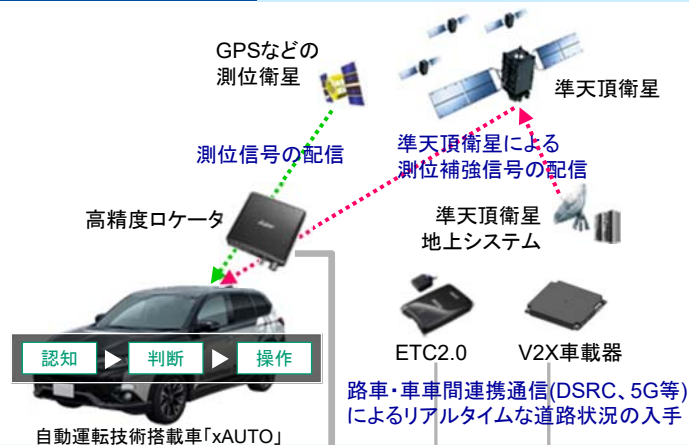 GPSなどの
測位衛星
準天頂衛星
測位信号の配信
準天頂衛星による
測位補強信号の配信
高精度ロケータ
準天頂衛星
地上システム
認知
判断
操作
ETC2.0
V2X車載器
路車・車車間連携通信(DSRC、5G等)
によるリアルタイムな道路状況の入手
自動運転技術搭載車「xAUTO」